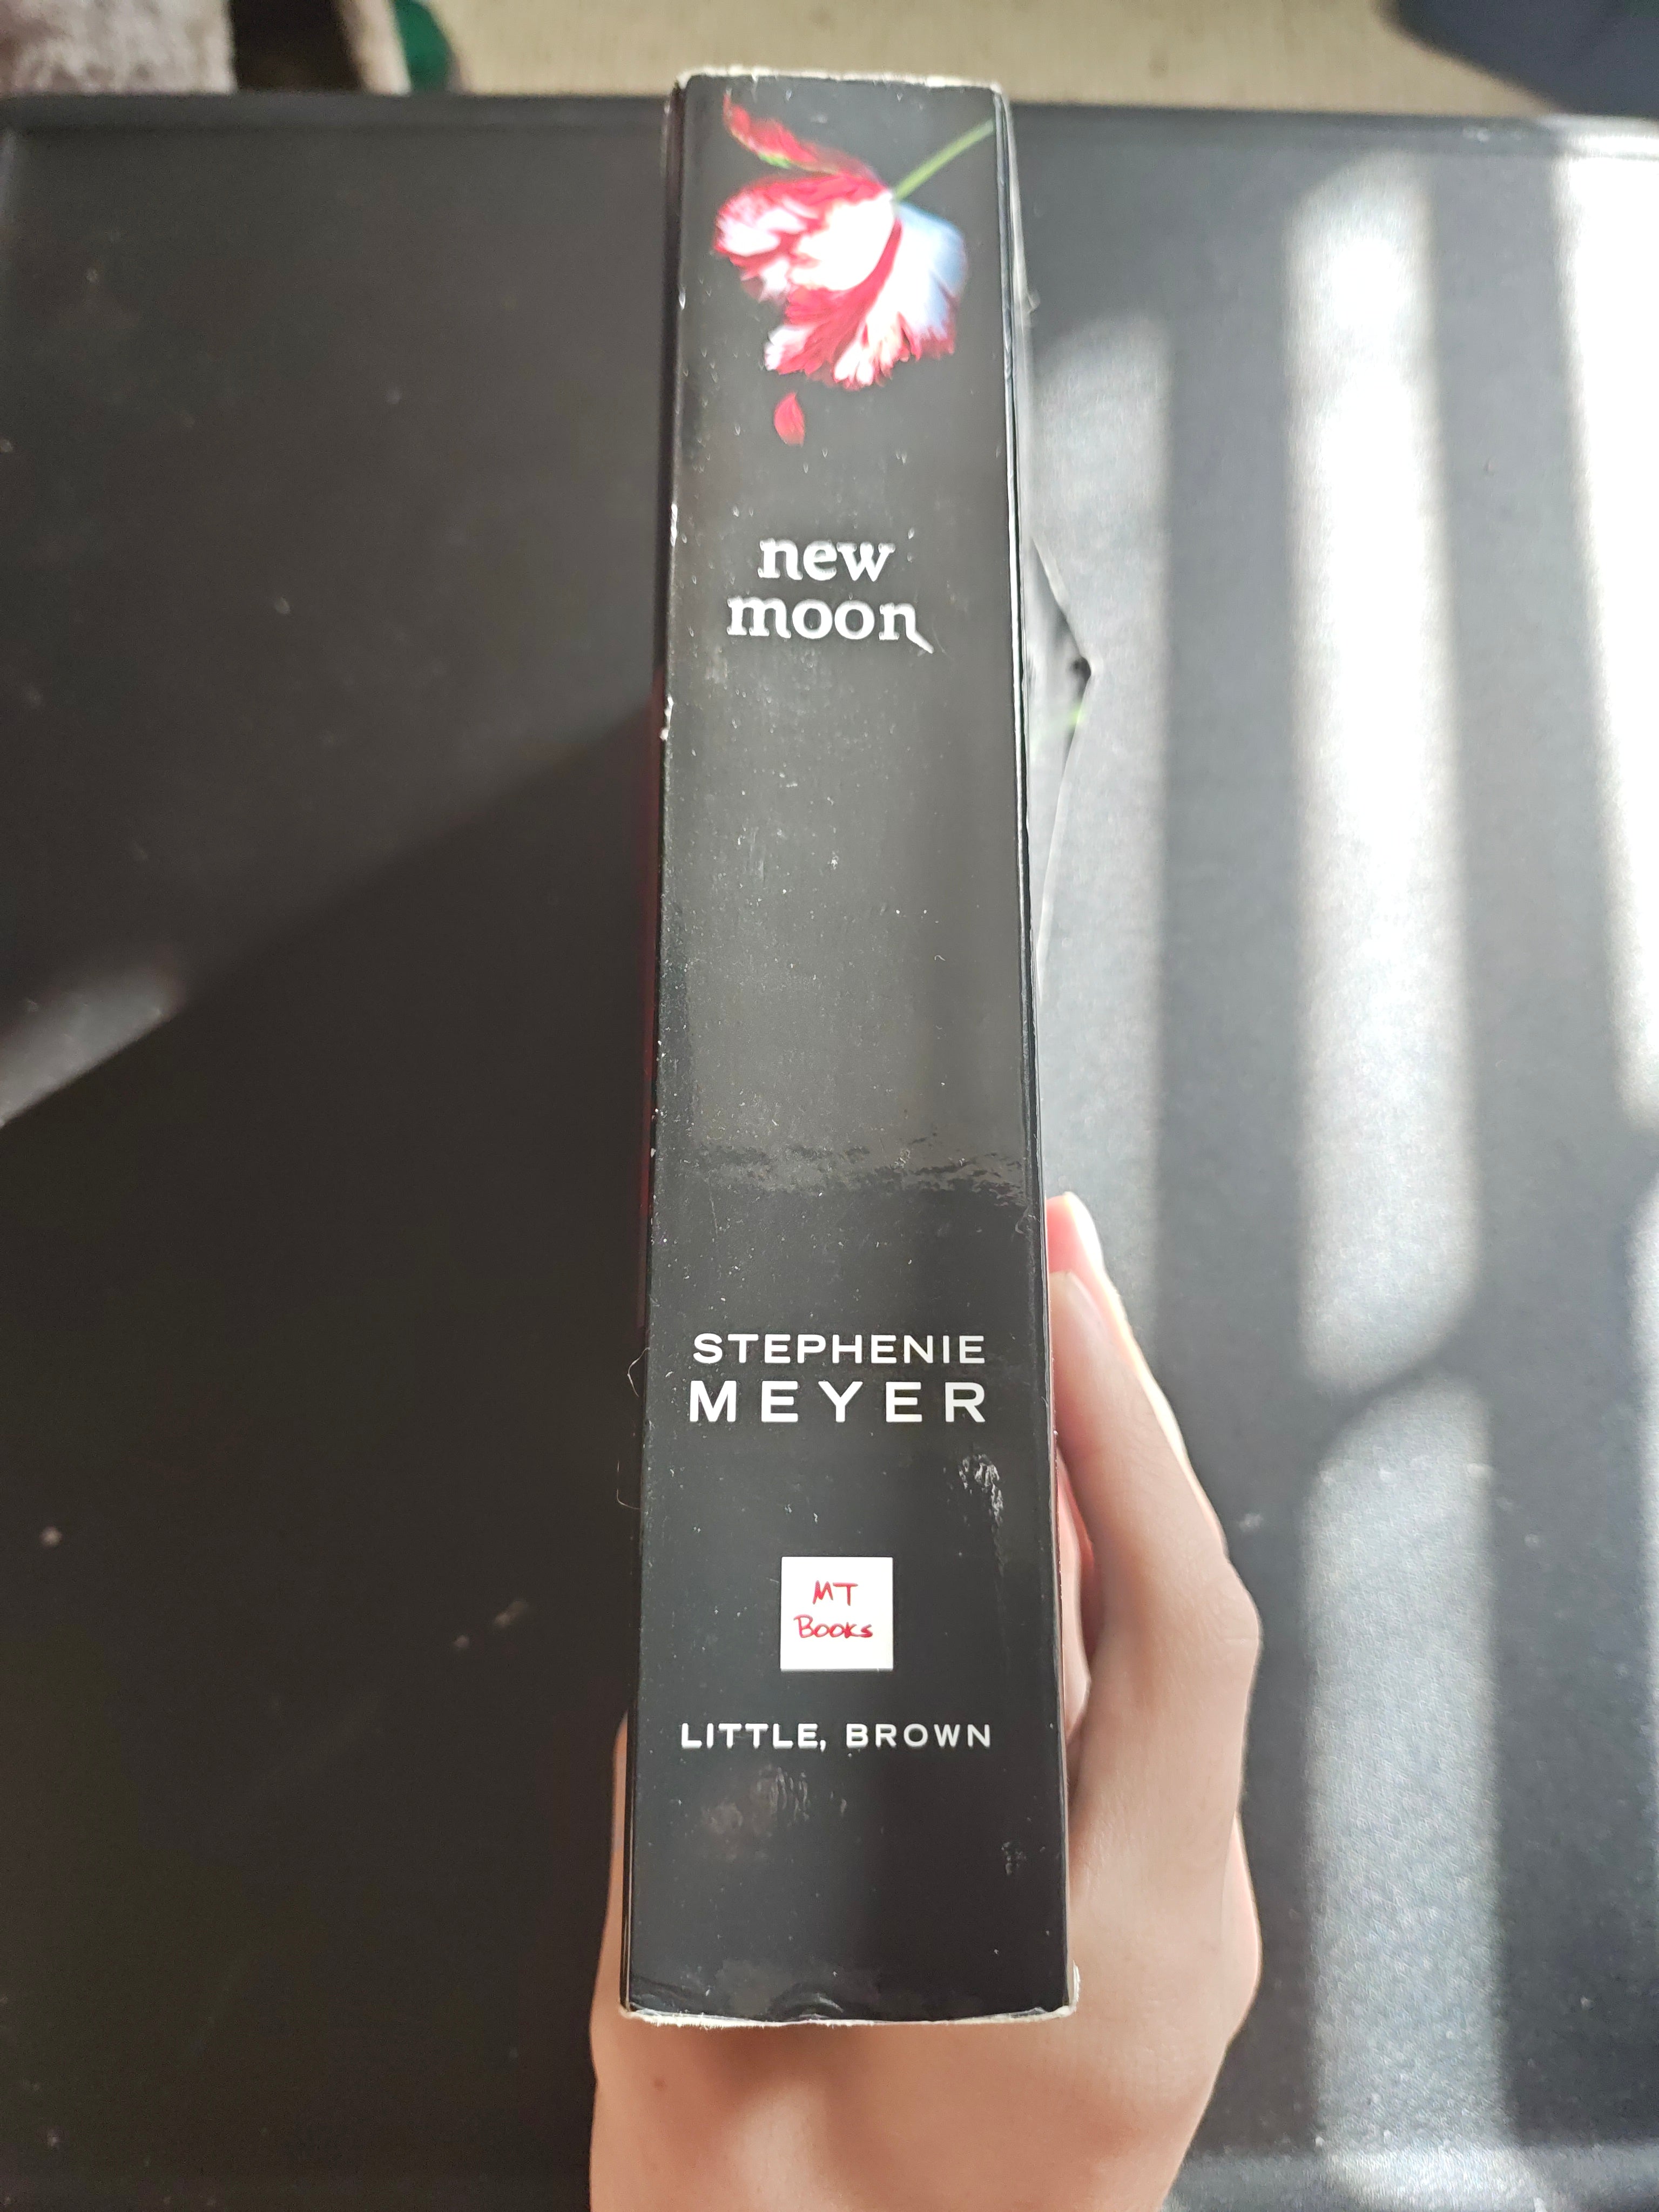 new
moon
STEPHENIE
MEYER
MT
Books
LITTLE, BROWN